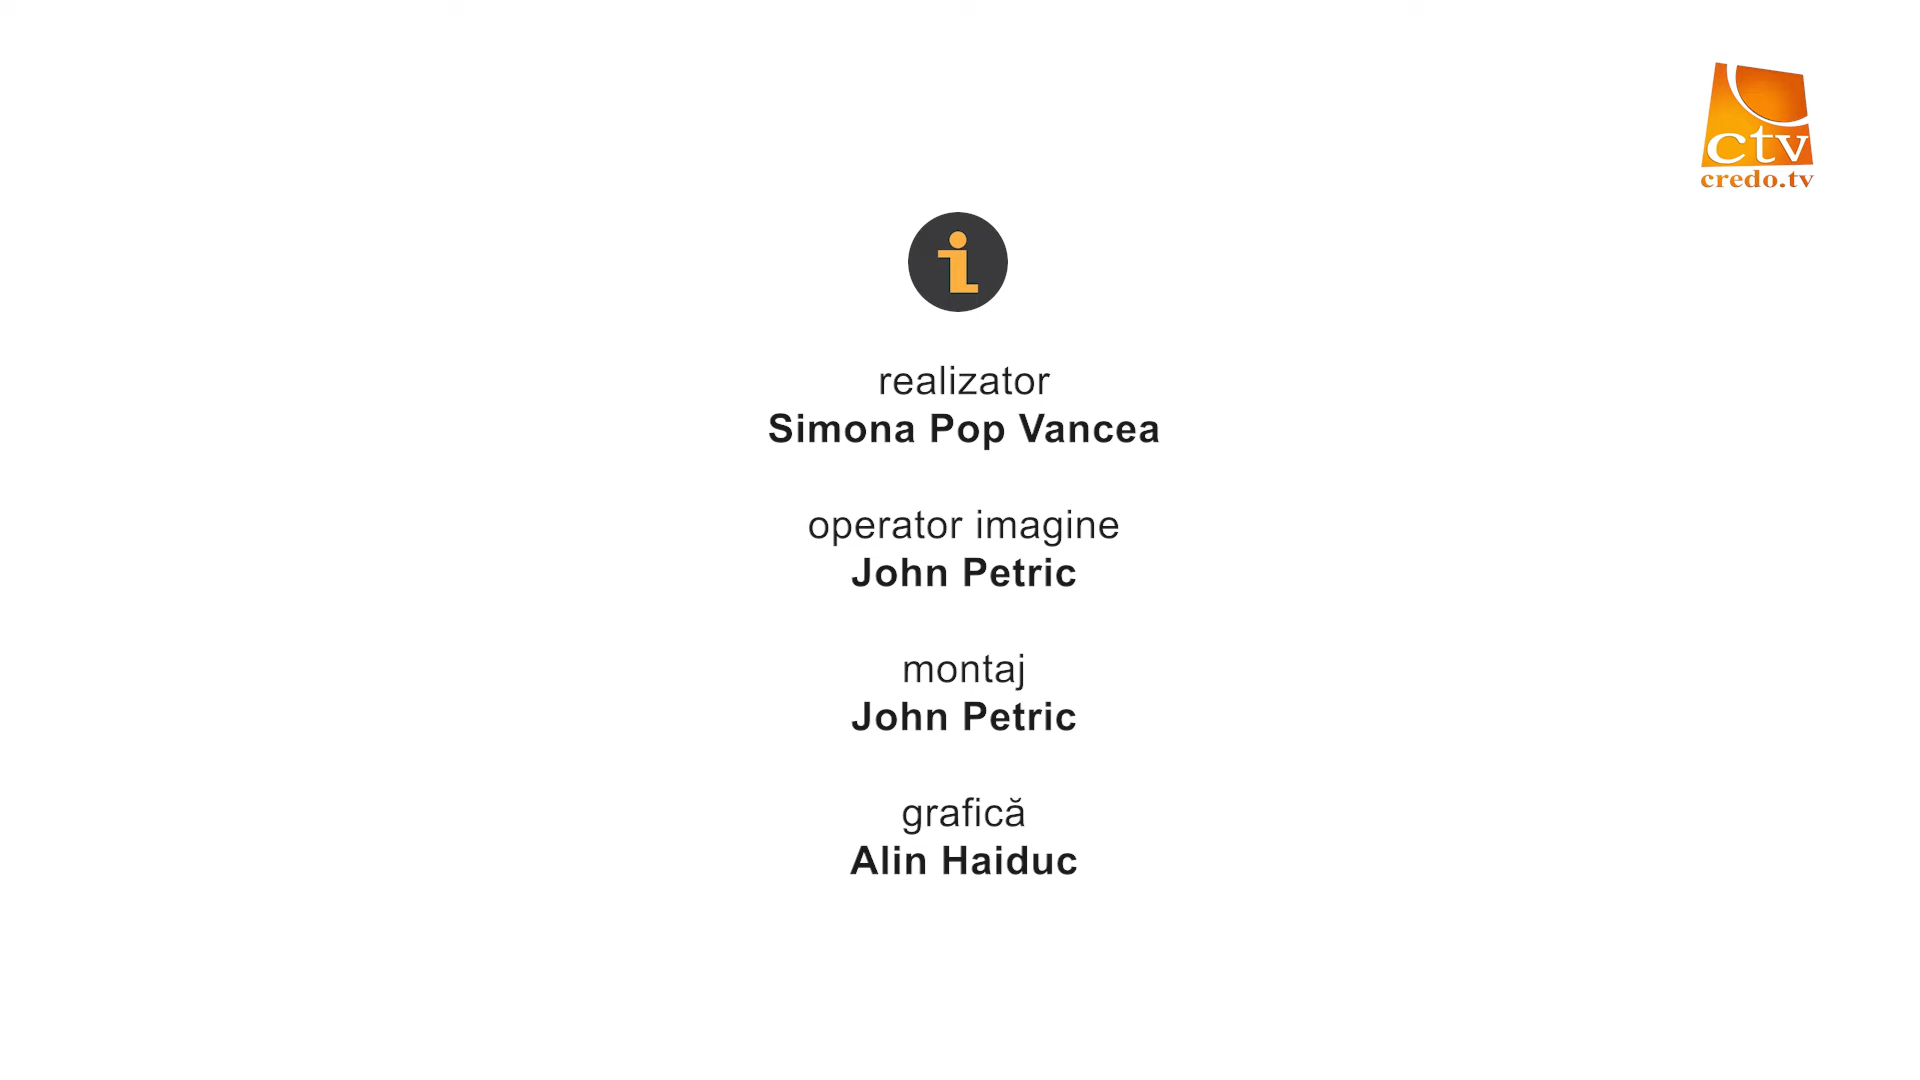 ctv
credo.tv
i
realizator
Simona Pop Vancea
operator imagine
John Petric
montaj
John Petric
grafică
Alin Haiduc